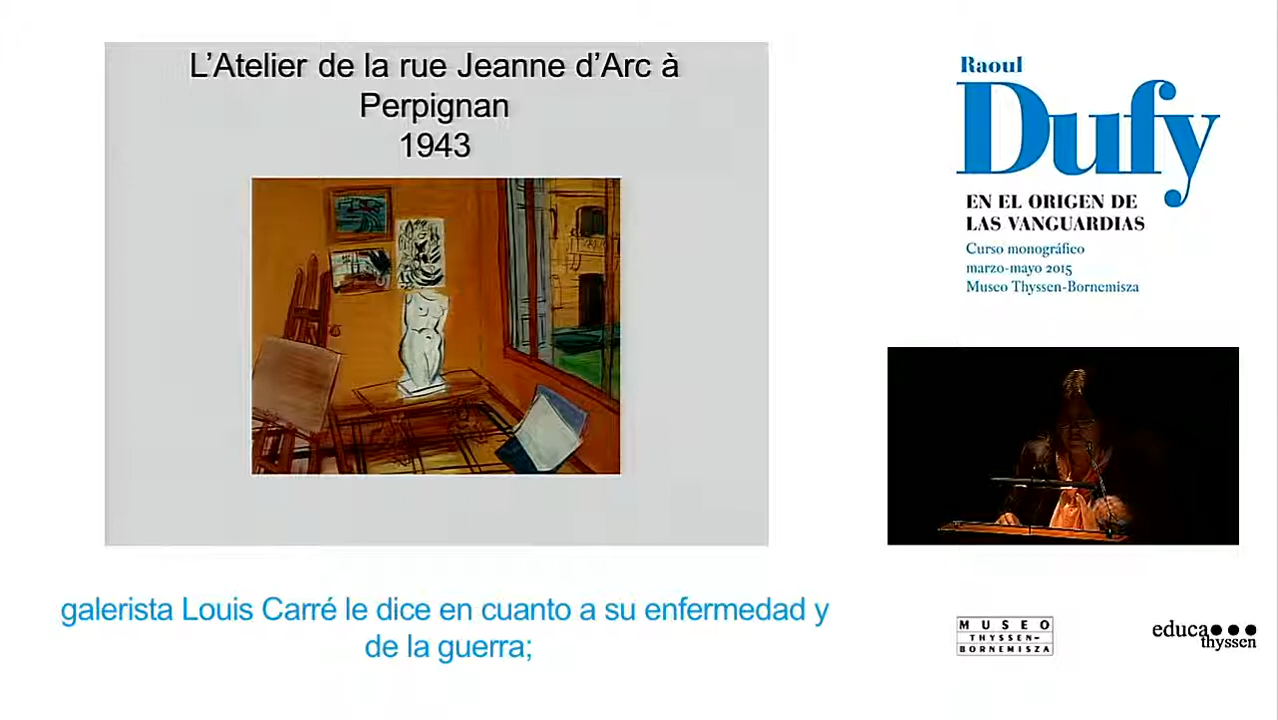 L’Atelier de la rue Jeanne d’Arc à
Perpignan
1943
Raoul
Dufy
EN EL ORIGEN DE
LAS VANGUARDIAS
Curso monográfico
marzo-mayo 2015
Museo Thyssen-Bornemisza
galerista Louis Carré le dice en cuanto a su enfermedad y
de la guerra;
MUSEO
THYSSEN-
BORNEMISZA
educa
thyssen